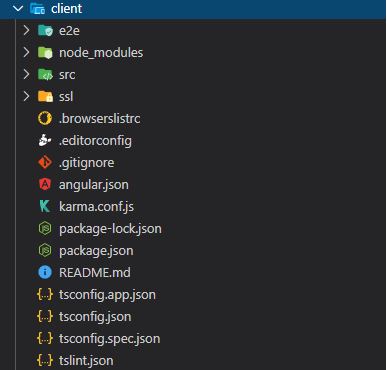 client
e2e
node_modules
src
ssl
.browserslistrc
.editorconfig
.gitignore
angular.json
karma.conf.js
package-lock.json
package.json
README.md
tsconfig.app.json
tsconfig.json
tsconfig.spec.json
tslint.json